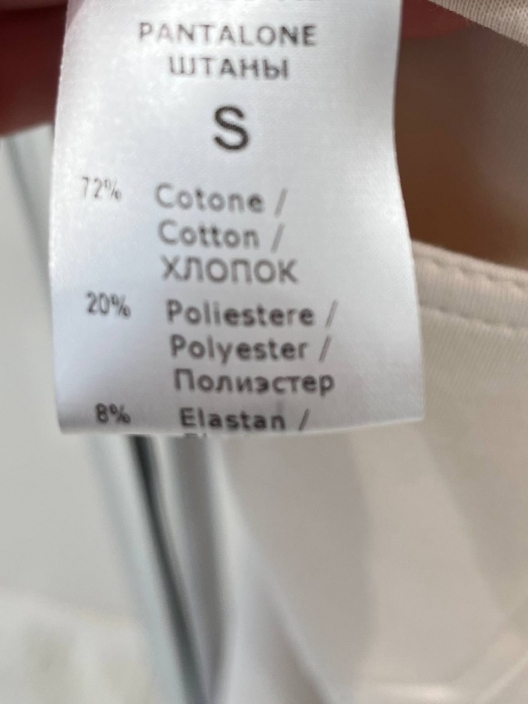 PANTALONE
ШТАНЫ
S
72% Cotone /
Cotton /
ХЛОПОК
20% Poliestere /
Polyester /
Полиэстер
8% Elastan /